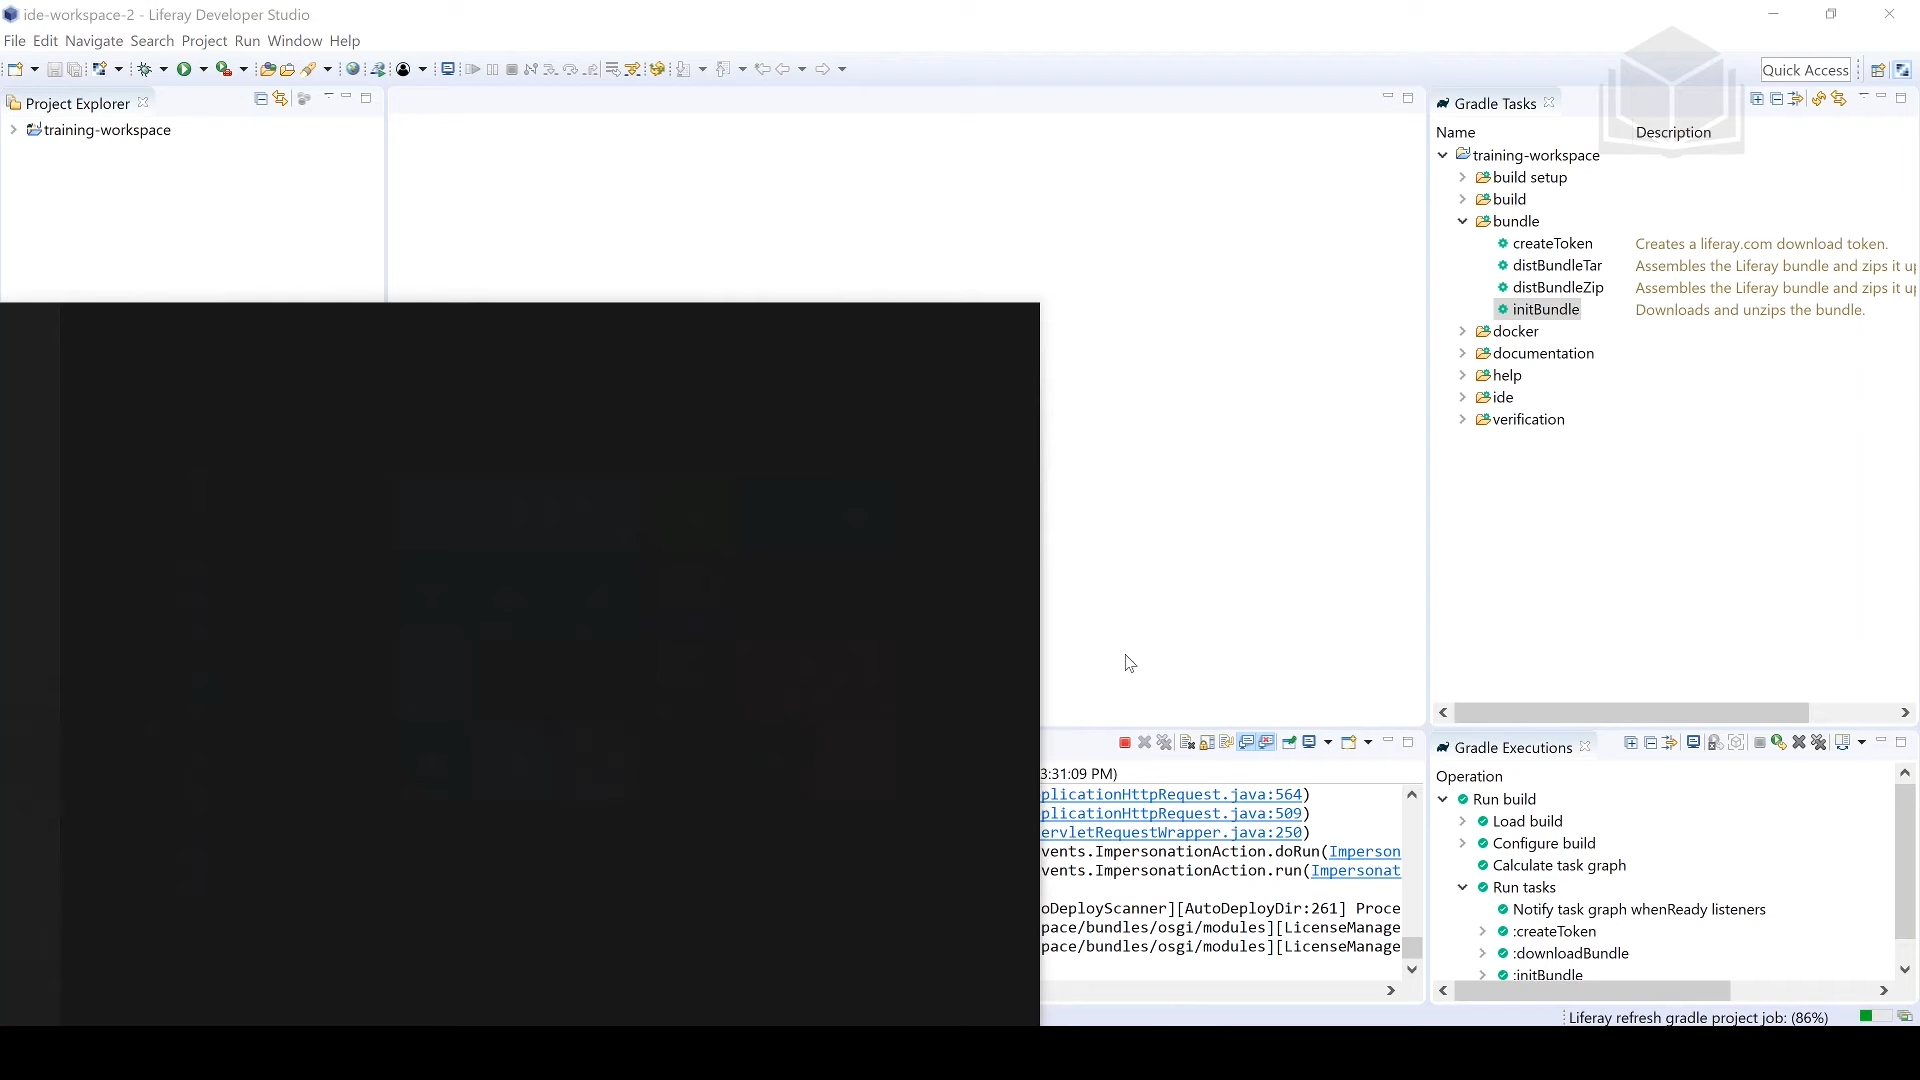 ide-workspace-2 - Liferay Developer Studio
File Edit Navigate Search Project Run Window Help
Quick Access
Project Explorer
training-workspace
Gradle Tasks
Name Description
training-workspace
build setup
build
bundle
createToken Creates a liferay.com download token.
distBundleTar Assembles the Liferay bundle and zips it up
distBundleZip Assembles the Liferay bundle and zips it up
initBundle Downloads and unzips the bundle.
docker
documentation
help
ide
verification
3:31:09 PM)
plicationHttpRequest.java:564)
plicationHttpRequest.java:509)
ervletRequestWrapper.java:250)
vents.ImpersonationAction.doRun(Imperson
vents.ImpersonationAction.run(Impersonat
oDeployScanner][AutoDeployDir:261] Proce
pace/bundles/osgi/modules][LicenseManage
pace/bundles/osgi/modules][LicenseManage
Gradle Executions
Operation
Run build
Load build
Configure build
Calculate task graph
Run tasks
Notify task graph whenReady listeners
:createToken
:downloadBundle
:initBundle
Liferay refresh gradle project job: (86%)